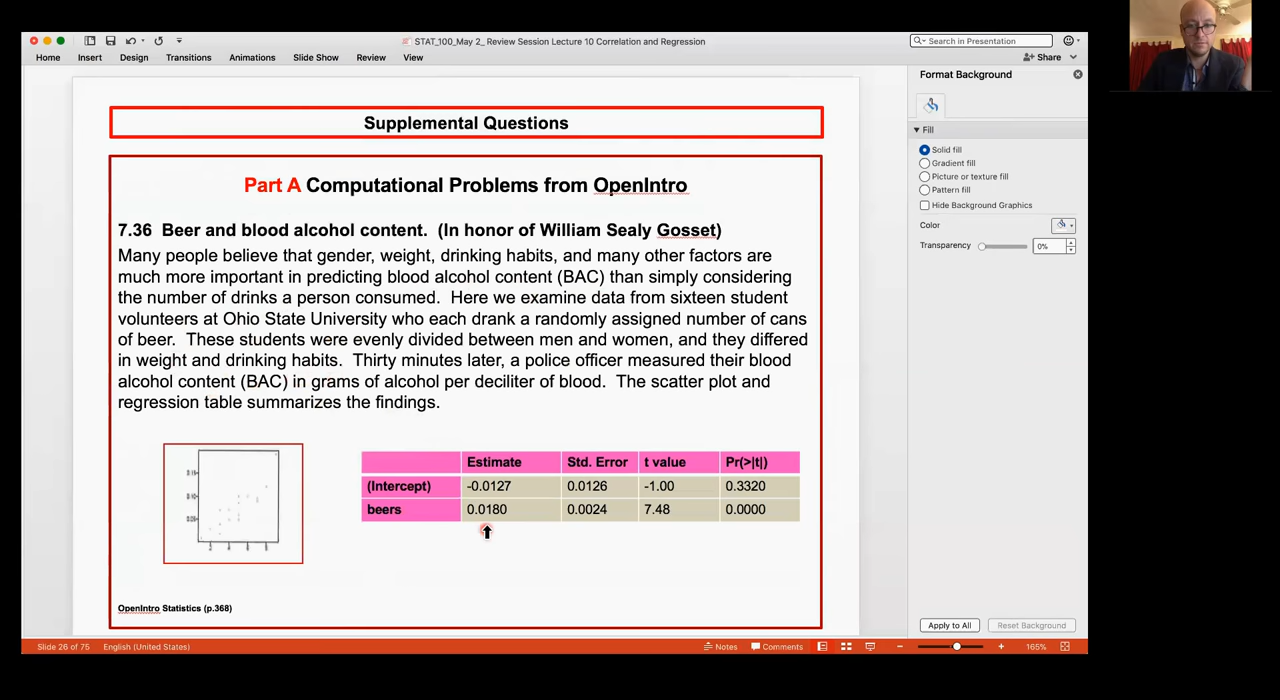 STAT_100_May 2_ Review Session Lecture 10 Correlation and Regression
Search in Presentation
Home Insert Design Transitions Animations Slide Show Review View
Share
Format Background
Supplemental Questions
Part A Computational Problems from OpenIntro
7.36 Beer and blood alcohol content. (In honor of William Sealy Gosset)
Many people believe that gender, weight, drinking habits, and many other factors are
much more important in predicting blood alcohol content (BAC) than simply considering
the number of drinks a person consumed. Here we examine data from sixteen student
volunteers at Ohio State University who each drank a randomly assigned number of cans
of beer. These students were evenly divided between men and women, and they differed
in weight and drinking habits. Thirty minutes later, a police officer measured their blood
alcohol content (BAC) in grams of alcohol per deciliter of blood. The scatter plot and
regression table summarizes the findings.
Estimate Std. Error t value Pr(>|t|)
(Intercept) -0.0127 0.0126 -1.00 0.3320
beers 0.0180 0.0024 7.48 0.0000
OpenIntro Statistics (p.368)
Fill
Solid fill
Gradient fill
Picture or texture fill
Pattern fill
Hide Background Graphics
Color
Transparency 0%
Apply to All Reset Background
Slide 26 of 75 English (United States) Notes Comments 165%